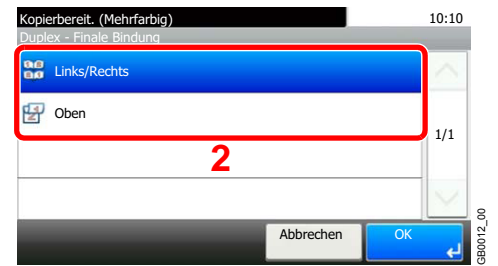 Kopierbereit. (Mehrfarbig) 10:10
Duplex - Finale Bindung
Links/Rechts
Oben
1/1
2
Abbrechen OK
GB0012_00